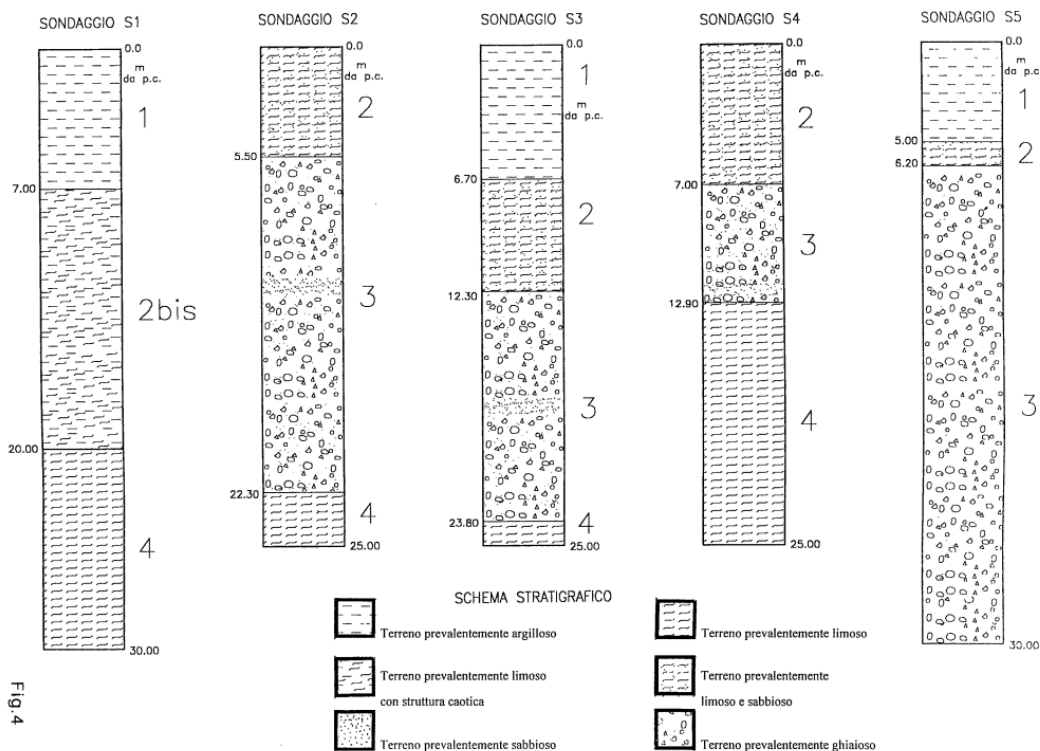 SONDAGGIO S1
0.0
m
da p.c.
1
7.00
2bis
20.00
4
30.00
SONDAGGIO S2
0.0
m
da p.c.
2
5.50
3
22.30
4
25.00
SONDAGGIO S3
0.0
1
m
da p.c.
6.70
2
12.30
3
23.80
4
25.00
SONDAGGIO S4
0.0
m
da p.c.
2
7.00
3
12.90
4
25.00
SONDAGGIO S5
0.0
m
da p.c.
1
5.00
2
6.20
3
30.00
SCHEMA STRATIGRAFICO
Terreno prevalentemente argilloso
Terreno prevalentemente limoso
con struttura caotica
Terreno prevalentemente sabbioso
Terreno prevalentemente limoso
Terreno prevalentemente
limoso e sabbioso
Terreno prevalentemente ghiaioso
Fig.4